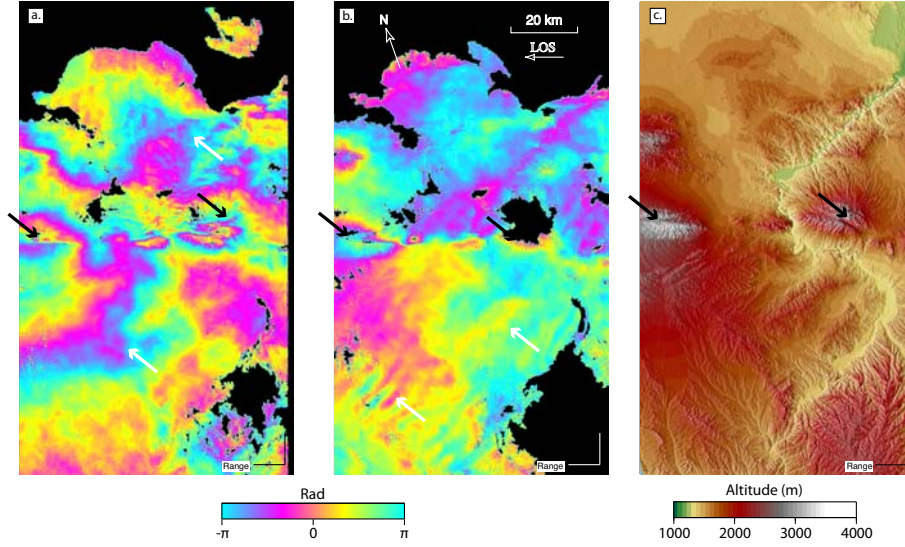 a.
b.
c.
N
20 km
LOS
Range
Range
Range
Rad
-π
0
π
Altitude (m)
1000
2000
3000
4000